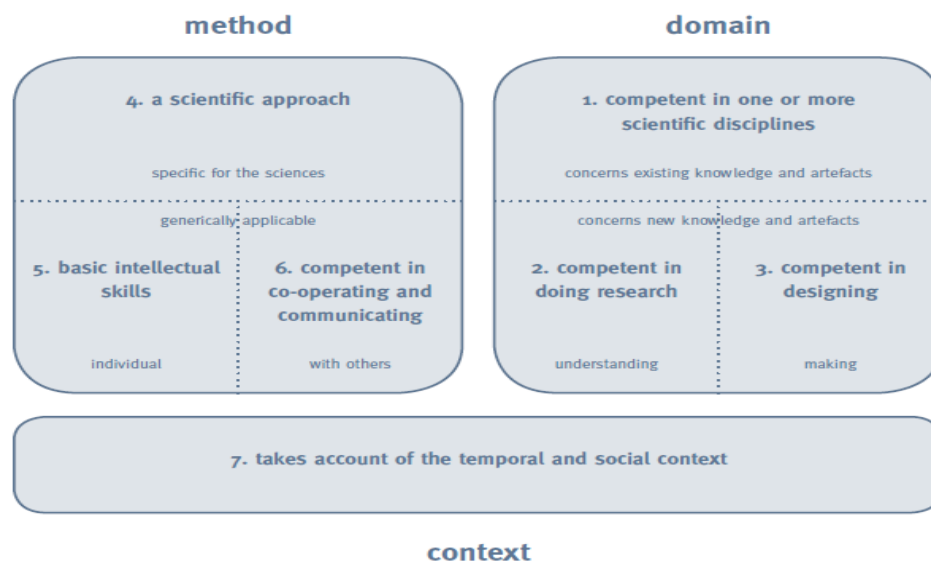 method
domain
4. a scientific approach
specific for the sciences
generically applicable
5. basic intellectual
skills
individual
6. competent in
co-operating and
communicating
with others
1. competent in one or more
scientific disciplines
concerns existing knowledge and artefacts
concerns new knowledge and artefacts
2. competent in
doing research
understanding
3. competent in
designing
making
7. takes account of the temporal and social context
context